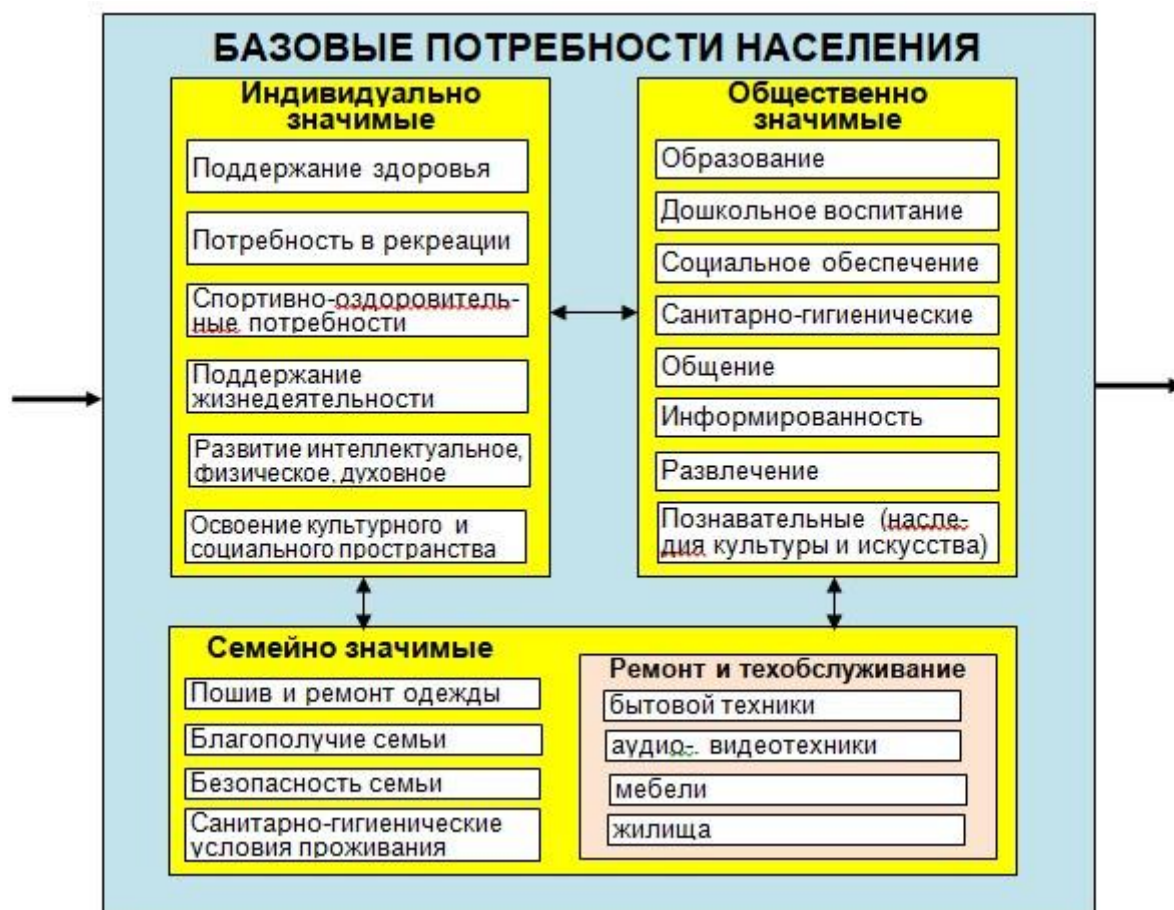 БАЗОВЫЕ ПОТРЕБНОСТИ НАСЕЛЕНИЯ
Индивидуально
значимые
Поддержание здоровья
Потребность в рекреации
Спортивно-оздоровитель-
ные потребности
Поддержание
жизнедеятельности
Развитие интеллектуальное,
физическое, духовное
Освоение культурного и
социального пространства
Общественно
значимые
Образование
Дошкольное воспитание
Социальное обеспечение
Санитарно-гигиенические
Общение
Информированность
Развлечение
Познавательные (насле-
дия культуры и искусства)
Семейно значимые
Пошив и ремонт одежды
Благополучие семьи
Безопасность семьи
Санитарно-гигиенические
условия проживания
Ремонт и техобслуживание
бытовой техники
аудио-. видеотехники
мебели
жилища